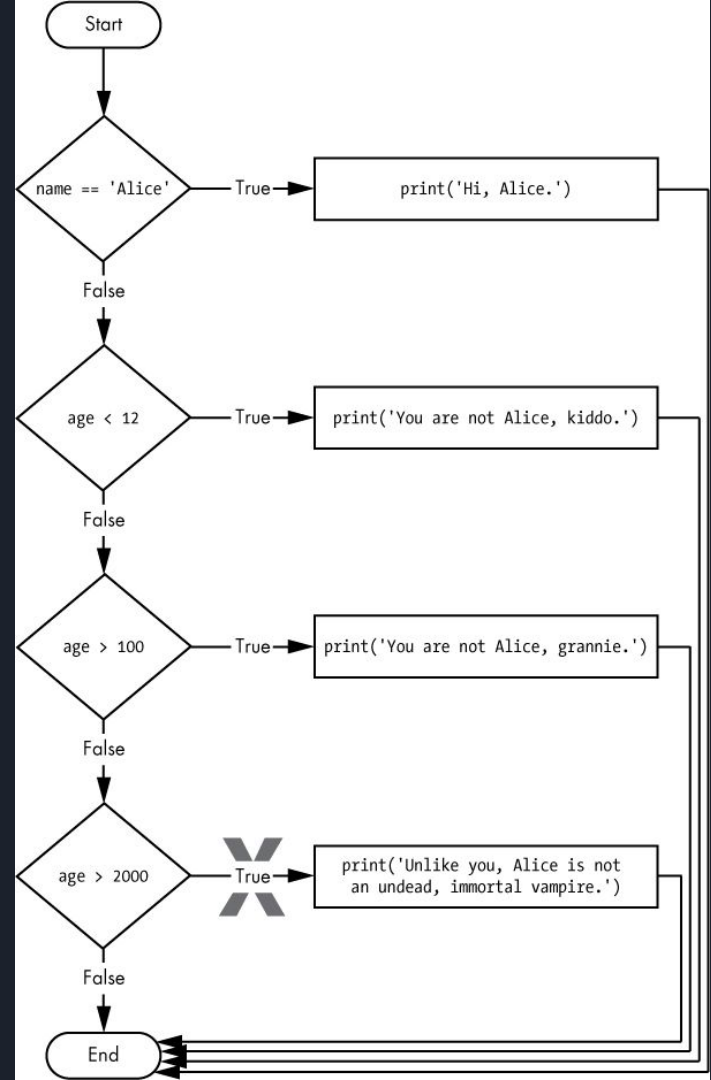 Start
name == 'Alice'
True
print('Hi, Alice.')
False
age < 12
True
print('You are not Alice, kiddo.')
False
age > 100
True
print('You are not Alice, grannie.')
False
age > 2000
True
print('Unlike you, Alice is not
an undead, immortal vampire.')
False
End